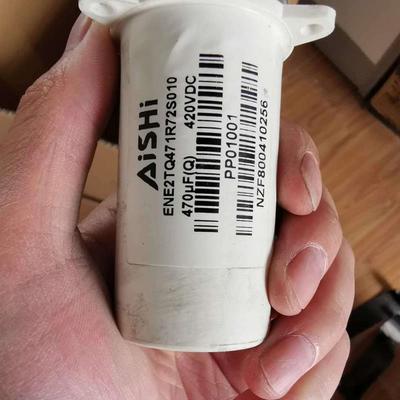 AiSHi
ENE2TQ471R72S010
470µF(Q) 420VDC
PP01001
NZF800410256